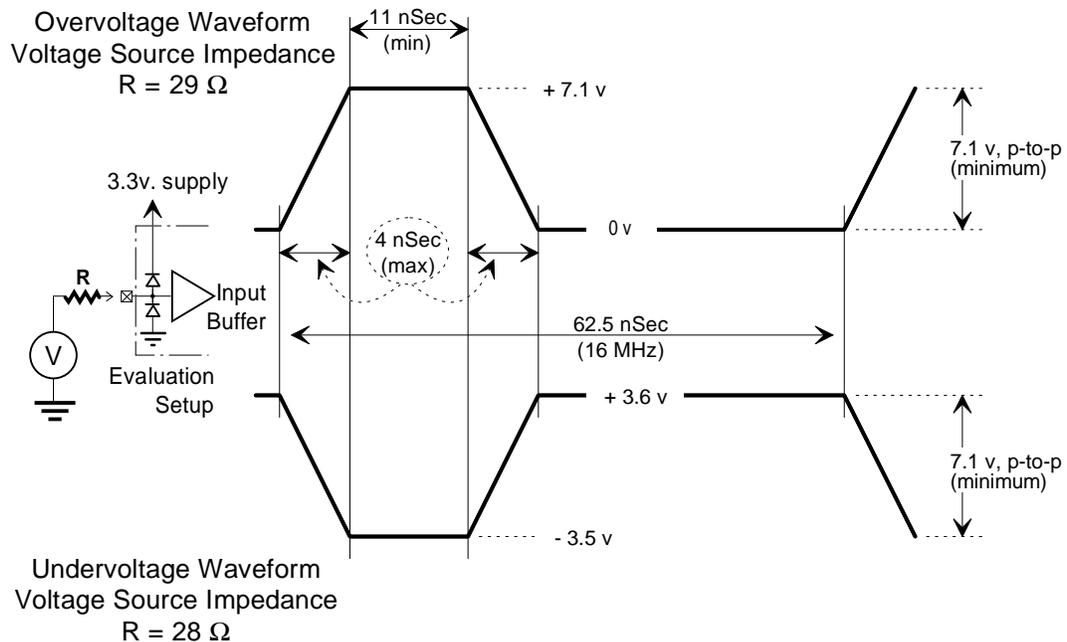 Overvoltage Waveform
Voltage Source Impedance
R = 29 Ω
11 nSec
(min)
+ 7.1 v
7.1 v, p-to-p
(minimum)
3.3v. supply
0 v
4 nSec
(max)
R
Input
Buffer
V
62.5 nSec
(16 MHz)
Evaluation
Setup
+ 3.6 v
7.1 v, p-to-p
(minimum)
- 3.5 v
Undervoltage Waveform
Voltage Source Impedance
R = 28 Ω